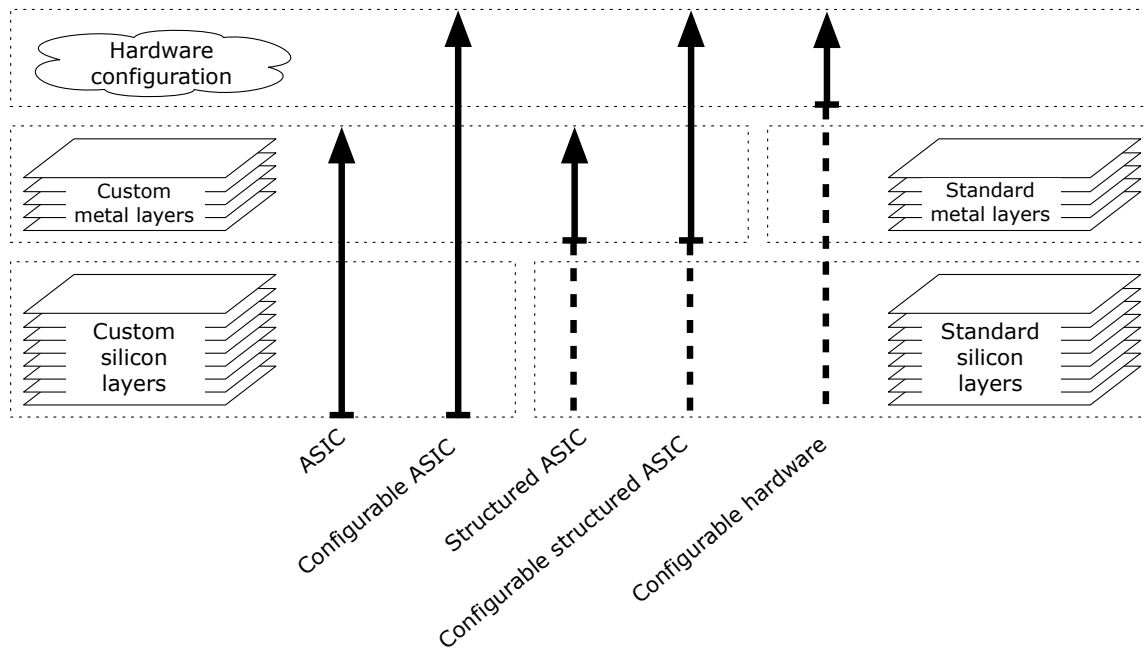 Hardware
configuration
Custom
metal layers
Standard
metal layers
Custom
silicon
layers
Standard
silicon
layers
ASIC
Configurable ASIC
Structured ASIC
Configurable structured ASIC
Configurable hardware